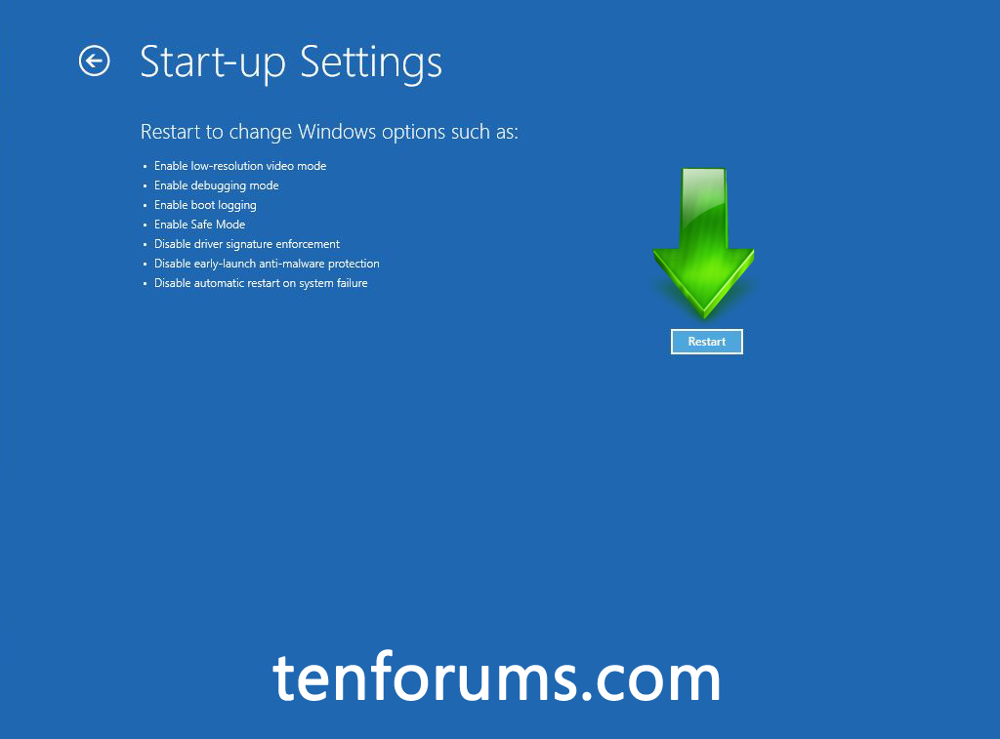 Start-up Settings
Restart to change Windows options such as:
• Enable low-resolution video mode
• Enable debugging mode
• Enable boot logging
• Enable Safe Mode
• Disable driver signature enforcement
• Disable early-launch anti-malware protection
• Disable automatic restart on system failure
Restart
tenforums.com